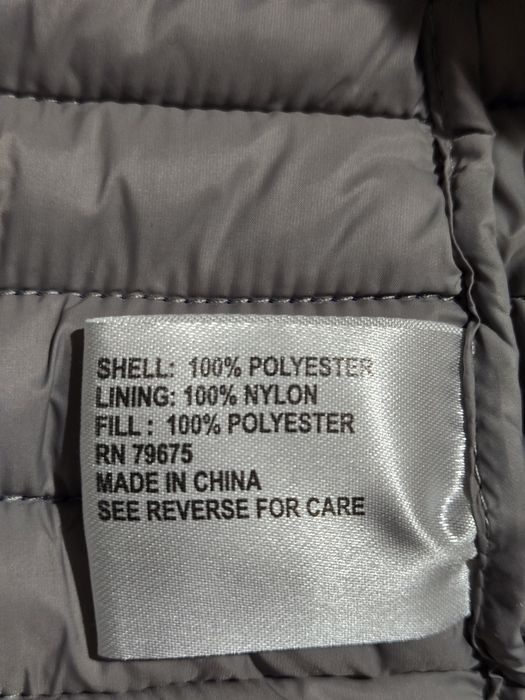 SHELL: 100% POLYESTER
LINING: 100% NYLON
FILL : 100% POLYESTER
RN 79675
MADE IN CHINA
SEE REVERSE FOR CARE